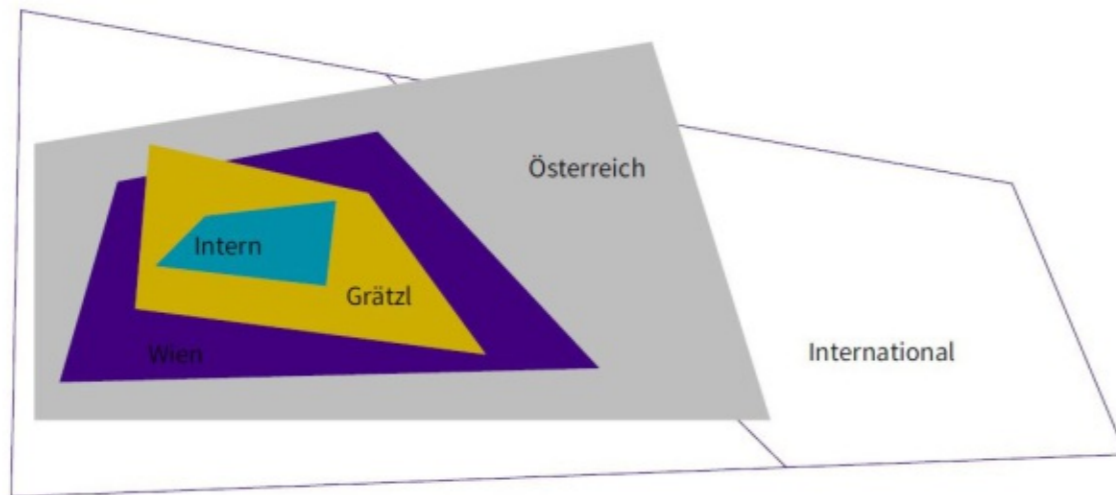 Österreich
Intern
Grätzl
Wien
International